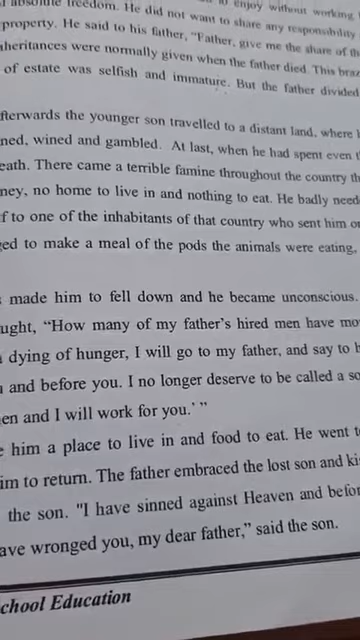 absolute freedom. He did not want to share any responsibility
property. He said to his father, "Father, give me the share of th
nheritances were normally given when the father died. This braz
of estate was selfish and immature. But the father divided
fterwards the younger son travelled to a distant land, where h
ned, wined and gambled. At last, when he had spent even t
eath. There came a terrible famine throughout the country th
ney, no home to live in and nothing to eat. He badly need
f to one of the inhabitants of that country who sent him o
ged to make a meal of the pods the animals were eating,
made him to fell down and he became unconscious.
ught, "How many of my father's hired men have mo
dying of hunger, I will go to my father, and say to h
and before you. I no longer deserve to be called a so
en and I will work for you.' "
e him a place to live in and food to eat. He went t
im to return. The father embraced the lost son and ki
the son. "I have sinned against Heaven and befor
ave wronged you, my dear father," said the son.
chool Education